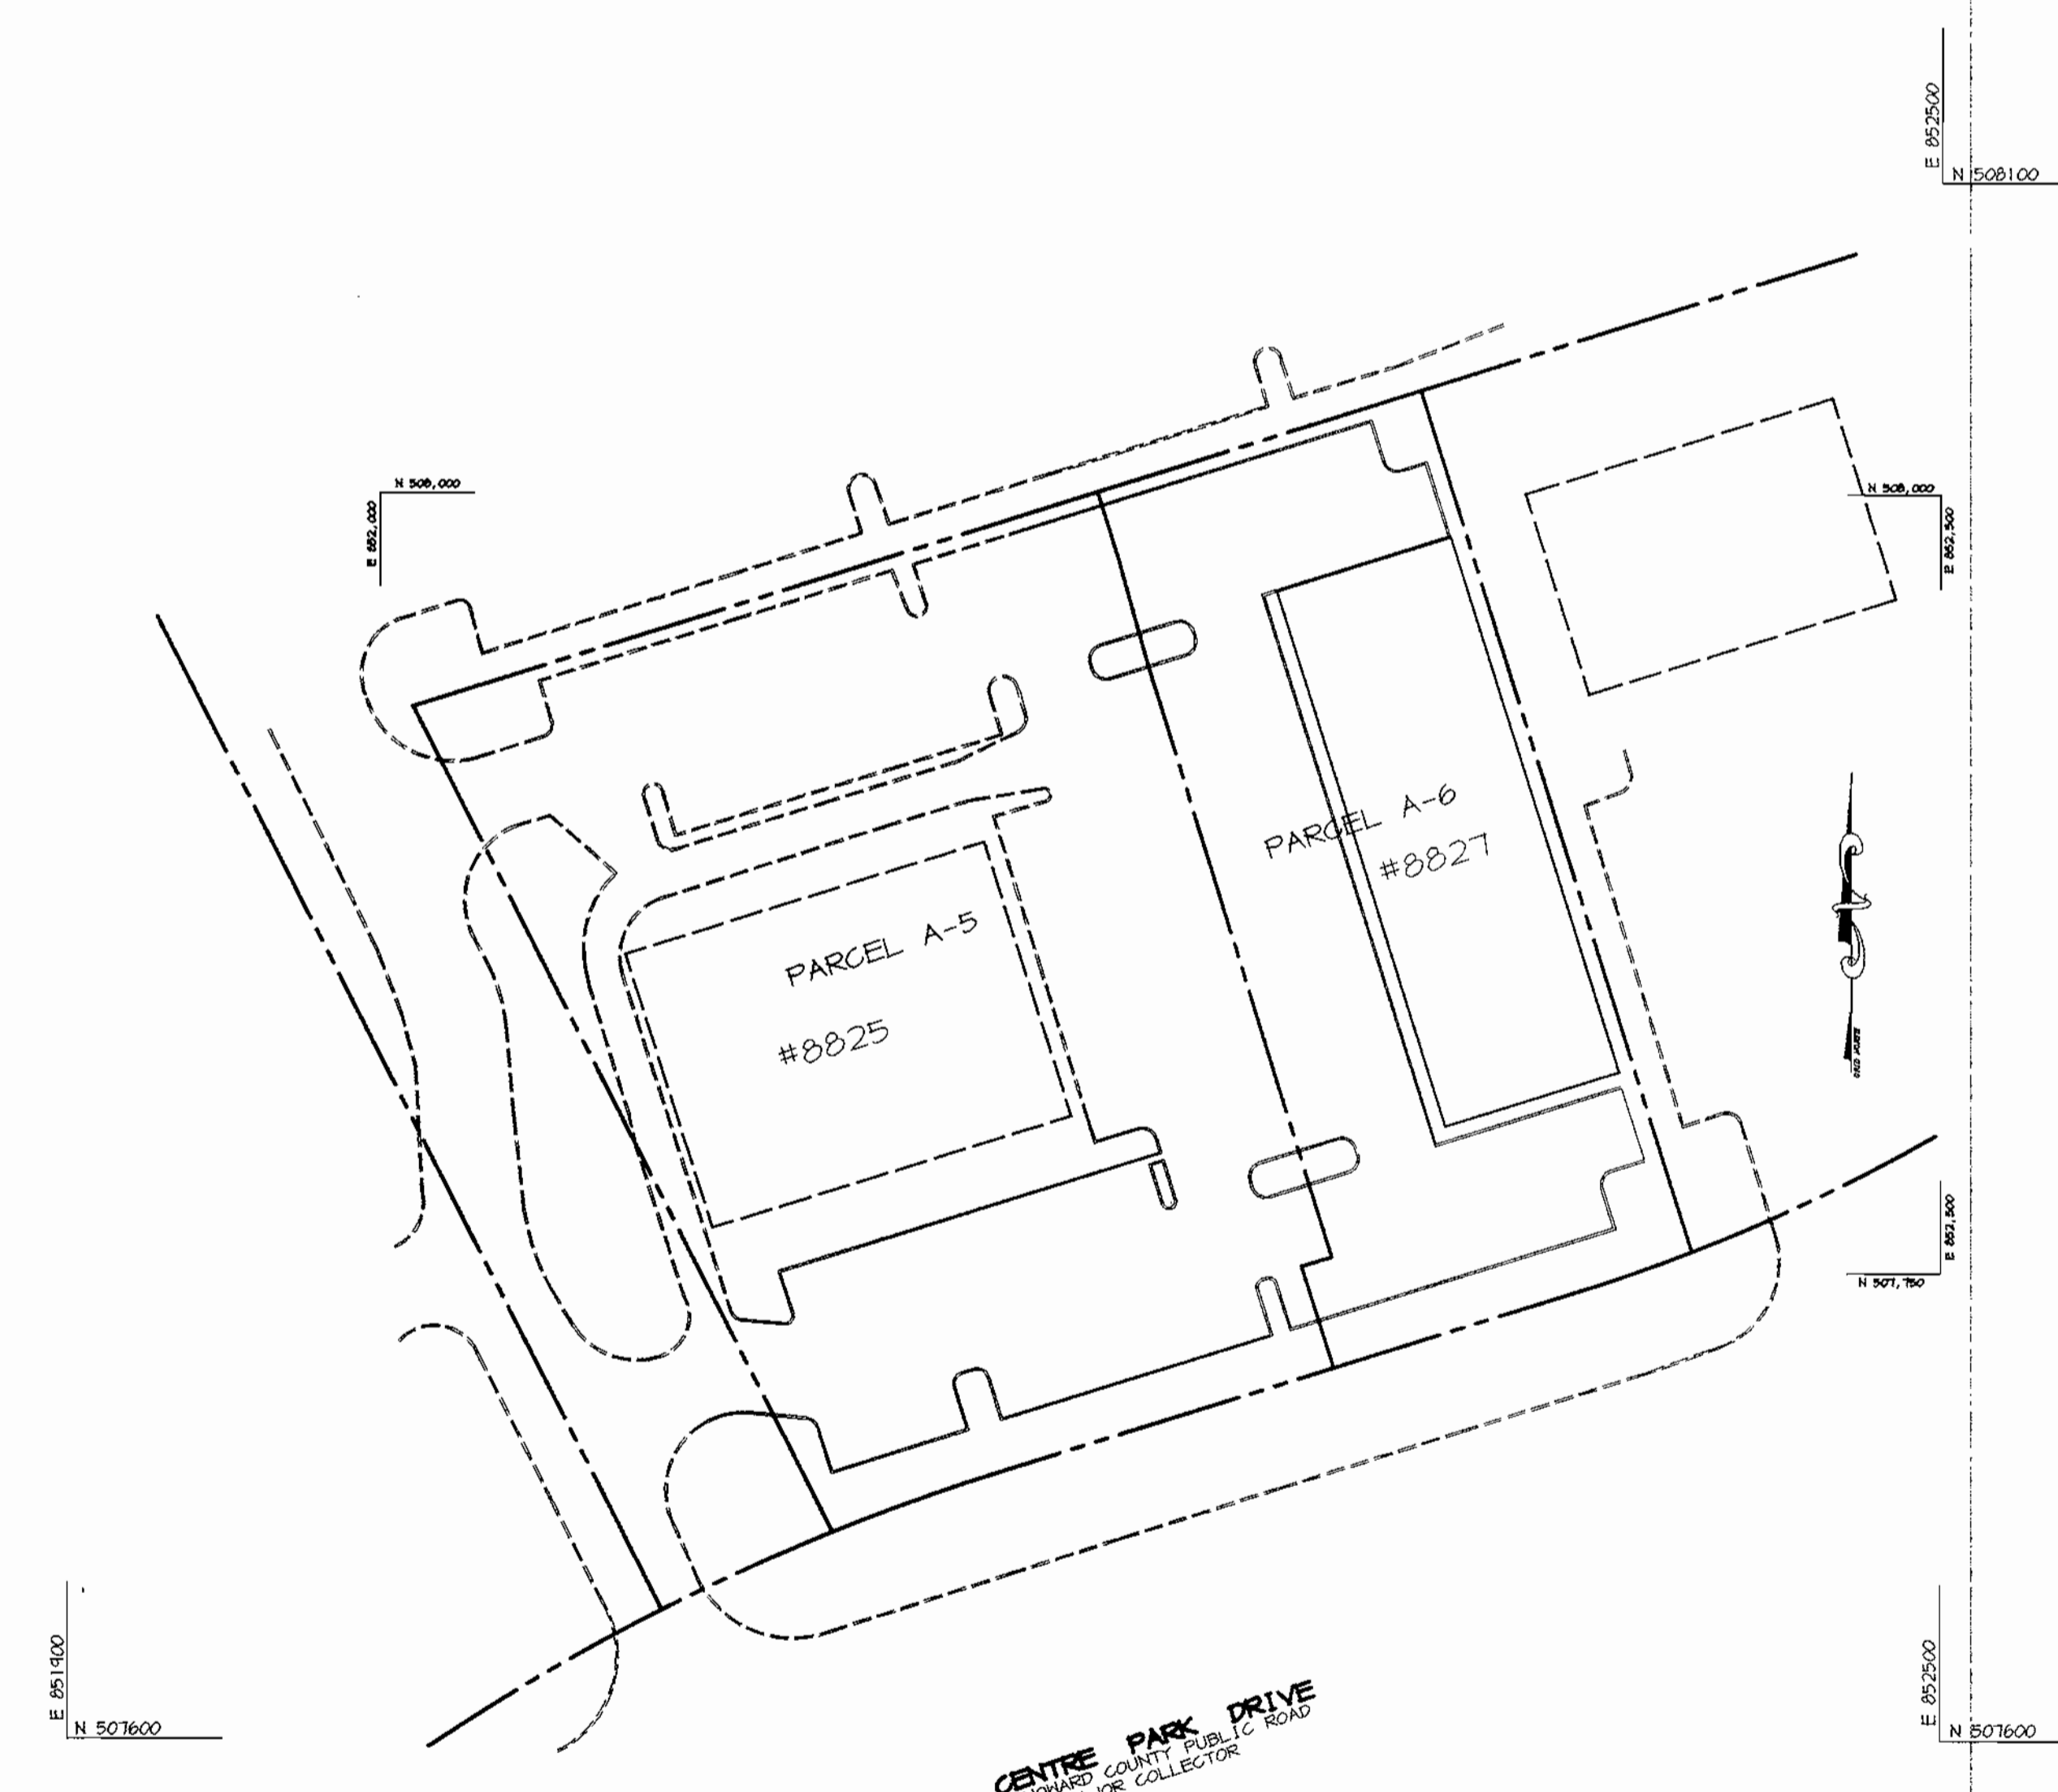 E 852500
N 508100
N 508,000
E 852,000
N 508,000
E 852,500
PARCEL A-6
#8827
PARCEL A-5
#8825
E 852,500
N 507,750
E 851900
N 507600
E 852500
N 507600
CENTRE PARK DRIVE
HOWARD COUNTY PUBLIC ROAD
COLLECTOR